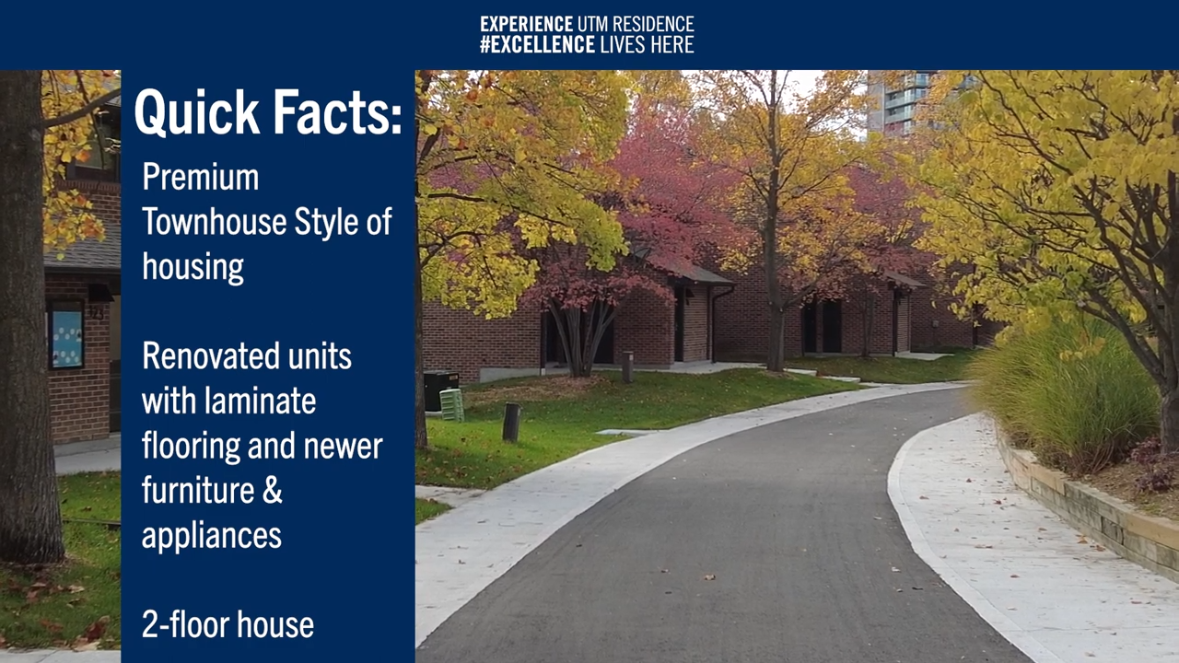 EXPERIENCE UTM RESIDENCE
#EXCELLENCE LIVES HERE
Quick Facts:
Premium
Townhouse Style of
housing
Renovated units
with laminate
flooring and newer
furniture &
appliances
2-floor house